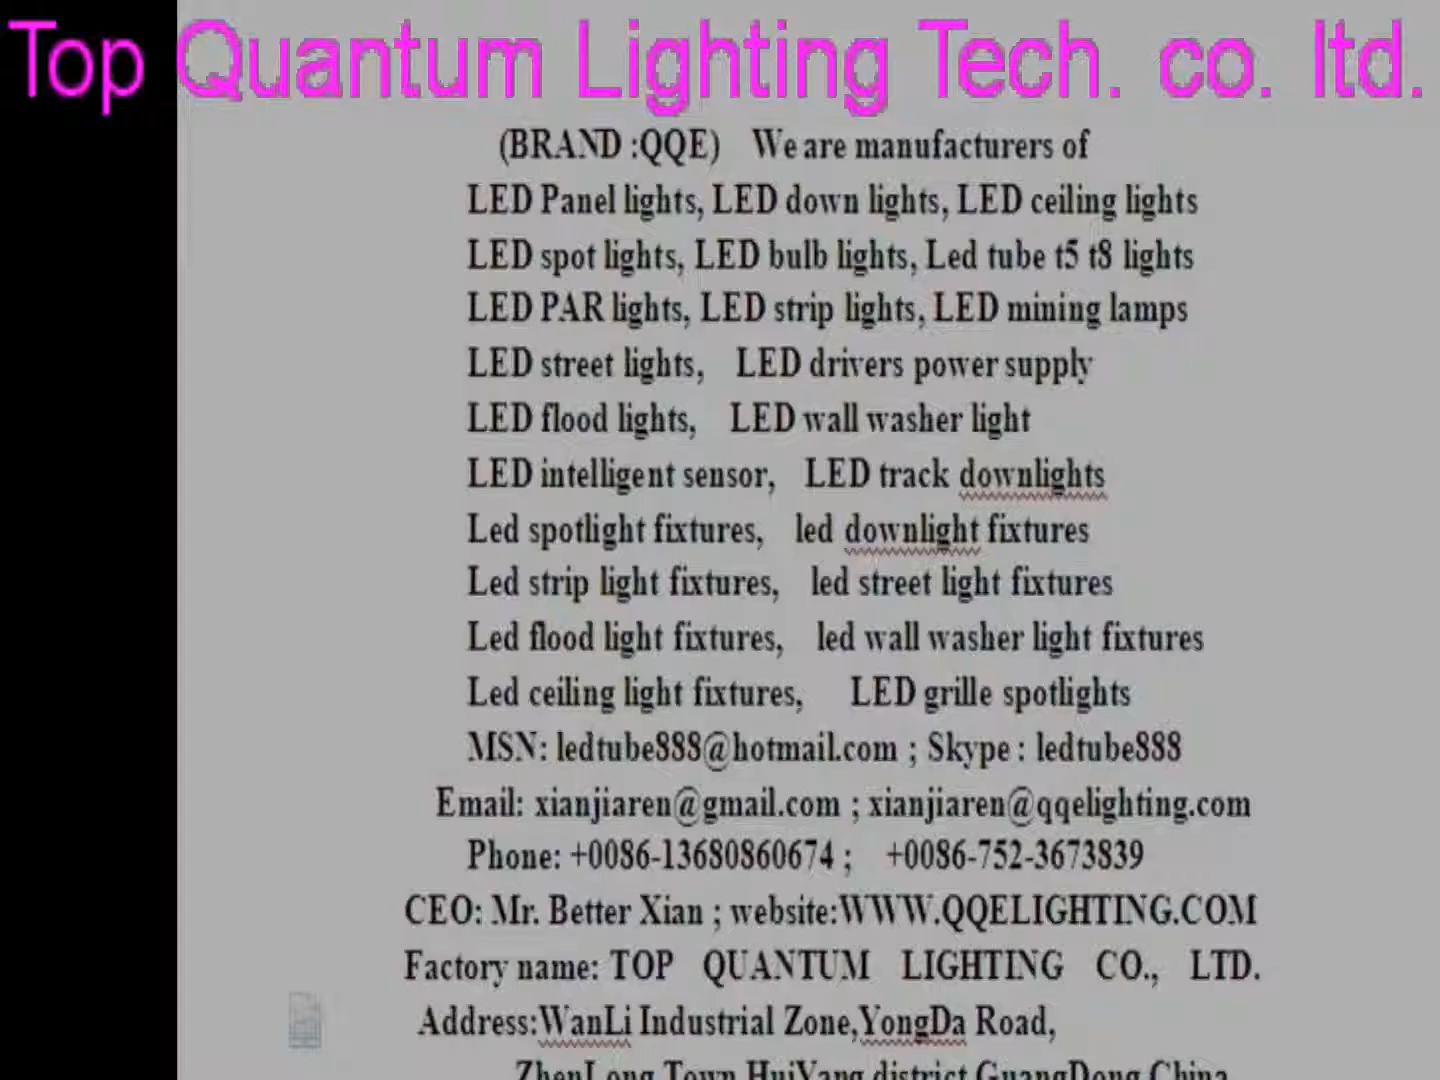 Top Quantum Lighting Tech. co. ltd.
(BRAND :QQE) We are manufacturers of
LED Panel lights, LED down lights, LED ceiling lights
LED spot lights, LED bulb lights, Led tube t5 t8 lights
LED PAR lights, LED strip lights, LED mining lamps
LED street lights, LED drivers power supply
LED flood lights, LED wall washer light
LED intelligent sensor, LED track downlights
Led spotlight fixtures, led downlight fixtures
Led strip light fixtures, led street light fixtures
Led flood light fixtures, led wall washer light fixtures
Led ceiling light fixtures, LED grille spotlights
MSN: ledtube888@hotmail.com ; Skype : ledtube888
Email: xianjiaren@gmail.com ; xianjiaren@qqelighting.com
Phone: +0086-13680860674 ; +0086-752-3673839
CEO: Mr. Better Xian ; website:WWW.QQELIGHTING.COM
Factory name: TOP QUANTUM LIGHTING CO., LTD.
Address:WanLi Industrial Zone,YongDa Road,
ZhenLong Town HuiYang district GuangDong China